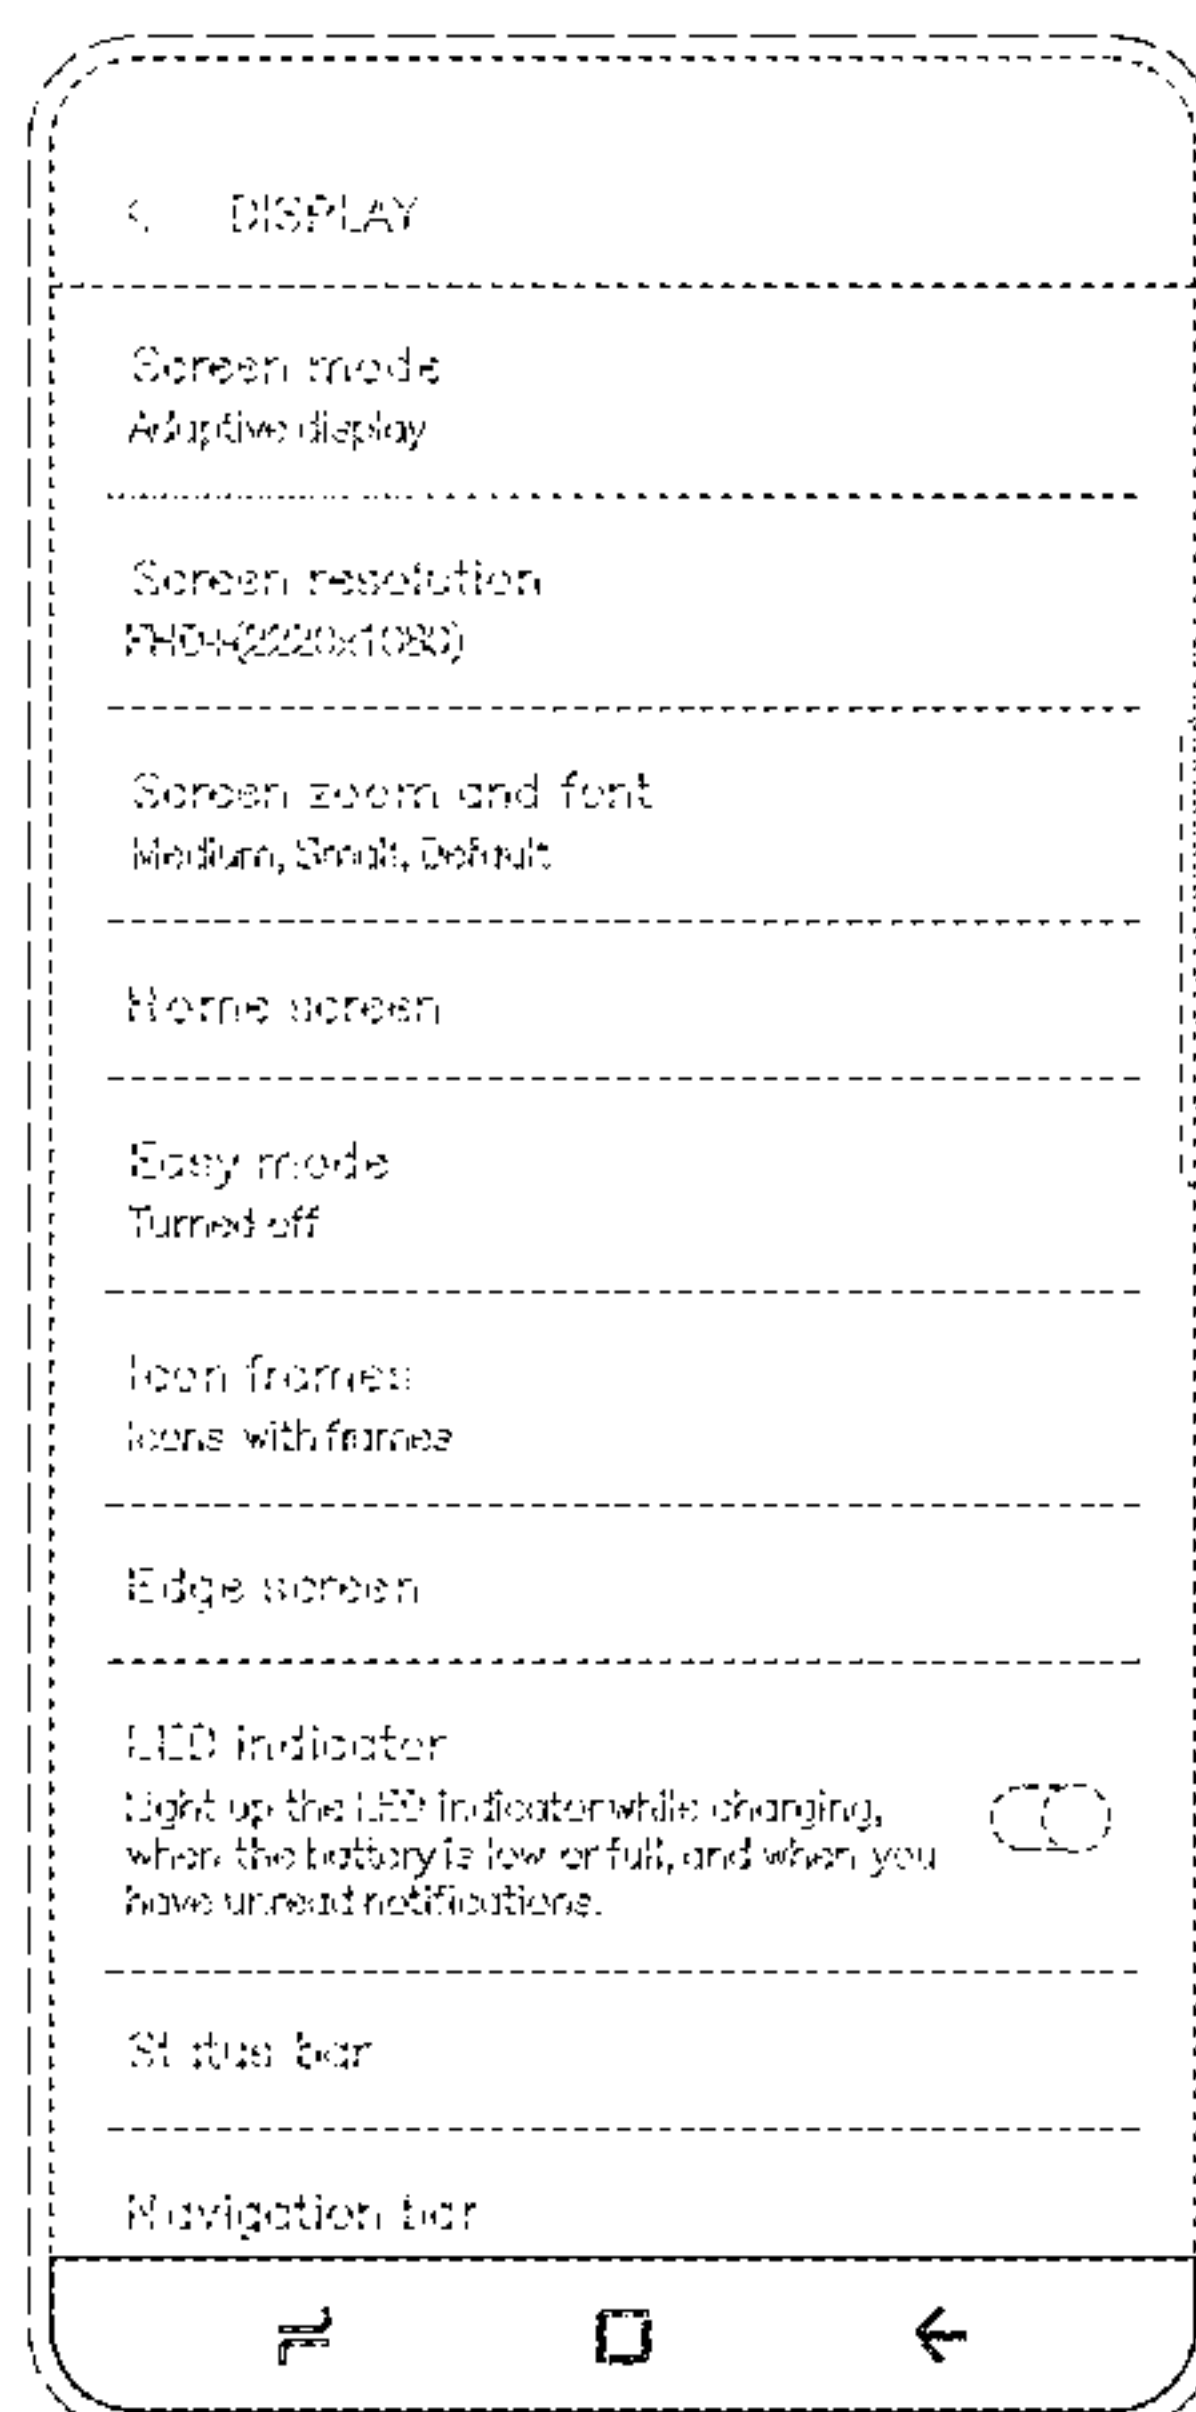 DISPLAY
Screen mode
Adaptive display
Screen resolution
FHD+(2220x1080)
Screen zoom and font
Medium, Small, Default
Home screen
Easy mode
Turned off
Icon frames
Icons with frames
Edge screen
LED indicator
Light up the LED indicator while charging,
when the battery is low or full, and when you
have unread notifications.
Status bar
Navigation bar